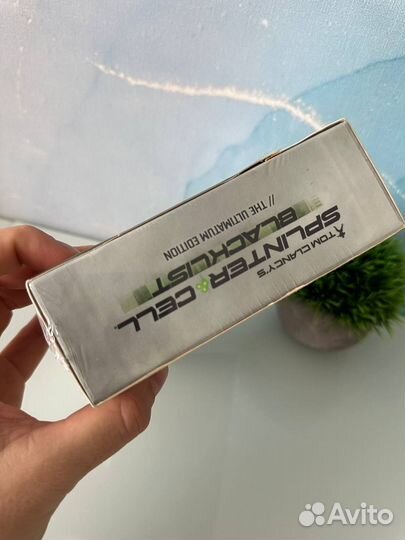 TOM CLANCY'S
SPLINTER CELL
BLACKLIST
// THE ULTIMATUM EDITION
Avito